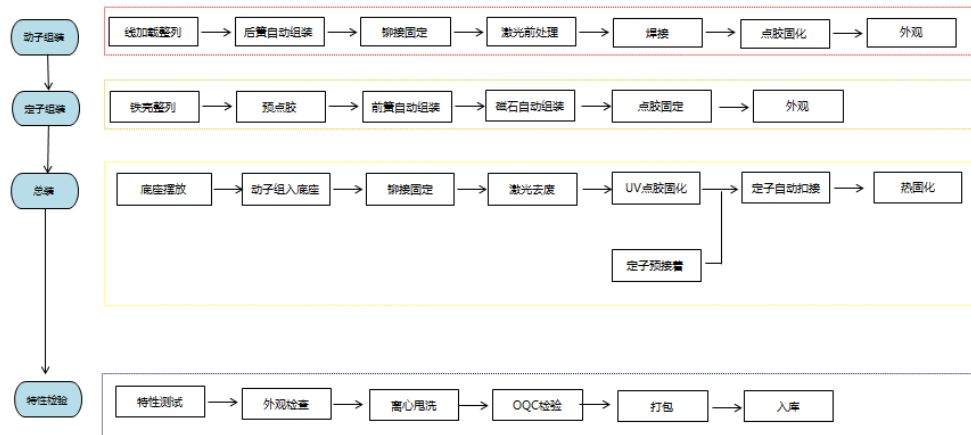 动子组装
线加载整列
后簧自动组装
铆接固定
激光前处理
焊接
点胶固化
外观
定子组装
铁壳整列
预点胶
前簧自动组装
磁石自动组装
点胶固定
外观
总装
底座摆放
动子组入底座
铆接固定
激光去废
UV点胶固化
定子自动扣接
热固化
定子预接着
特性检验
特性测试
外观检查
离心甩洗
OQC检验
打包
入库